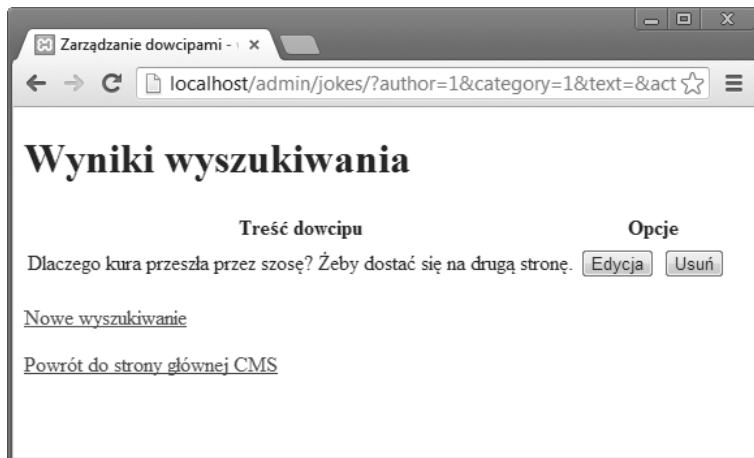 Zarządzanie dowcipami -
localhost/admin/jokes/?author=1&category=1&text=&act
Wyniki wyszukiwania
Treść dowcipu Opcje
Dlaczego kura przeszła przez szosę? Żeby dostać się na drugą stronę. Edycja Usuń
Nowe wyszukiwanie
Powrót do strony głównej CMS